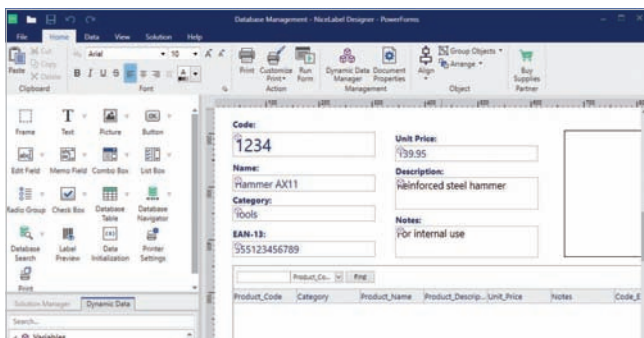 Database Management - NiceLabel Designer - PowerForms
File Home Data View Solution Help
Paste
Cut
Copy
Delete
Clipboard
Arial 10
B I U S
Font
Print
Customize Print
Run Form
Action
Dynamic Data Manager
Document Properties
Management
Align
Group Objects
Arrange
Object
Buy Supplies
Partner
Frame Text Picture Button
Edit Field Memo Field Combo Box List Box
Radio Group Check Box Database Table Database Navigator
Database Search Label Preview Data Initialization Printer Settings
Print
Solution Manager Dynamic Data
Search...
Variables
Code:
1234
Name:
Hammer AX11
Category:
Tools
EAN-13:
555123456789
Unit Price:
139.95
Description:
Reinforced steel hammer
Notes:
For internal use
Product_Co... Find
Product_Code Category Product_Name Product_Descrip... Unit_Price Notes Code_E